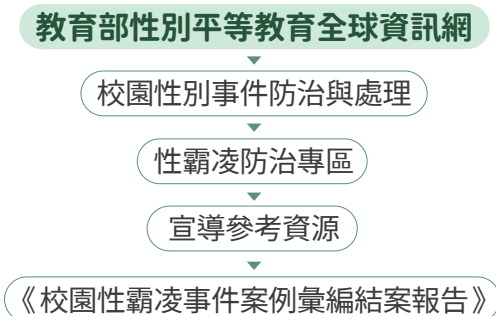 教育部性別平等教育全球資訊網
校園性別事件防治與處理
性霸凌防治專區
宣導參考資源
《校園性霸凌事件案例彙編結案報告》